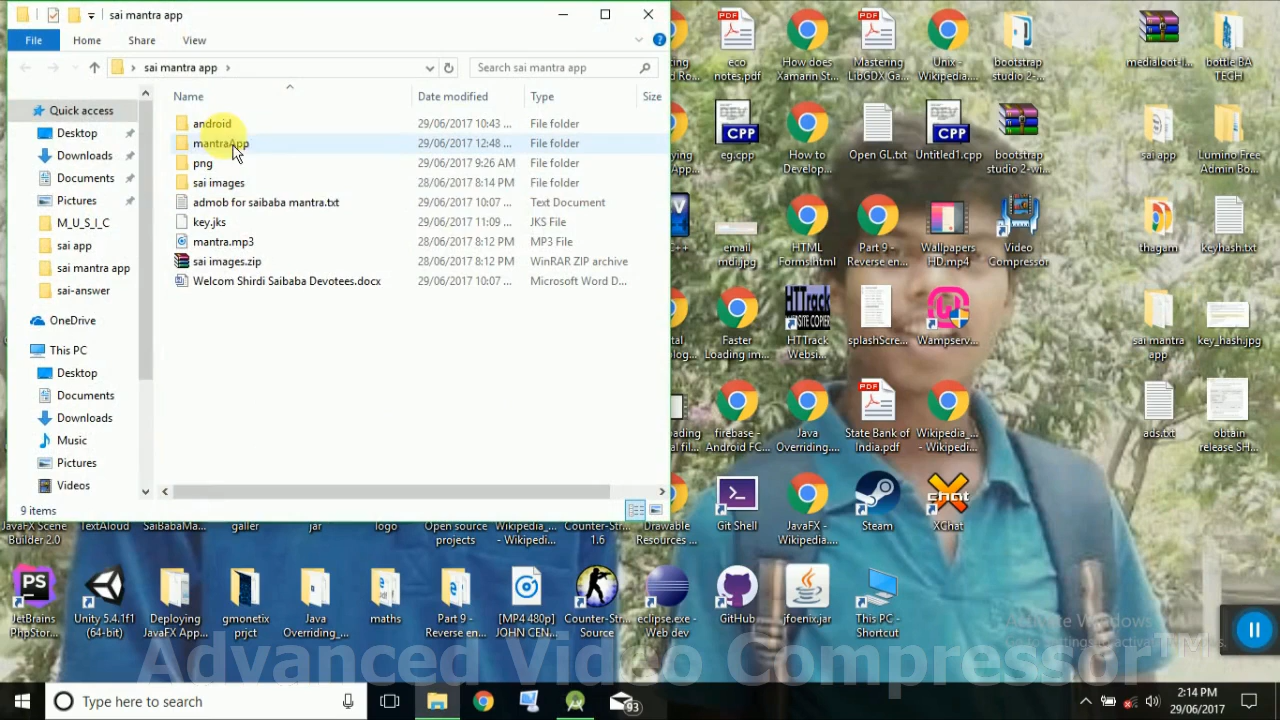 sai mantra app
File
Home
Share
View
sai mantra app
Search sai mantra app
Quick access
Desktop
Downloads
Documents
Pictures
M_U_S_I_C
sai app
sai mantra app
sai-answer
OneDrive
This PC
Desktop
Documents
Downloads
Music
Pictures
Videos
Name
Date modified
Type
Size
android 29/06/2017 10:43 ... File folder
mantraApp 29/06/2017 12:48 ... File folder
png 29/06/2017 9:26 AM File folder
sai images 28/06/2017 8:14 PM File folder
admob for saibaba mantra.txt 29/06/2017 10:07 ... Text Document
key.jks 29/06/2017 11:09 ... JKS File
mantra.mp3 28/06/2017 8:12 PM MP3 File
sai images.zip 28/06/2017 8:12 PM WinRAR ZIP archive
Welcom Shirdi Saibaba Devotees.docx 29/06/2017 10:07 ... Microsoft Word D...
9 items
eco
notes.pdf
How does
Xamarin St...
Mastering
LibGDX Ga...
Unix -
Wikipedia...
bootstrap
studio 2-...
medialoot-l...
bottle BA
TECH
eg.cpp
How to
Develop...
Open GL.txt
Untitled1.cpp
bootstrap
studio 2-wi...
sai app
Lumino Free
Admin Bo...
email
mdi.jpg
HTML
Forms.html
Part 9 -
Reverse en...
Wallpapers
HD.mp4
Video
Compressor
thagam
keyhash.txt
Faster
Loading im...
HTTrack
Websi...
splashScre...
Wampserv...
sai mantra
app
key_hash.jpg
firebase -
Android FC...
Java
Overriding....
State Bank of
India.pdf
Wikipedia_...
- Wikipedi...
ads.txt
obtain
release SH...
Git Shell
JavaFX -
Wikipedia....
Steam
XChat
JavaFX Scene
Builder 2.0
TextAloud
SaiBabaMa...
galler
jar
logo
Open source
projects
Wikipedia_...
- Wikipedi...
Counter-Str...
1.6
Drawable
Resources ...
JetBrains
PhpStor...
Unity 5.4.1f1
(64-bit)
Deploying
JavaFX App...
gmonetix
prjct
Java
Overriding_...
maths
Part 9 -
Reverse en...
[MP4 480p]
JOHN CEN...
Counter-Str...
Source
eclipse.exe -
Web dev
GitHub
jfoenix.jar
This PC -
Shortcut
Activate Windows
Advanced Video Compressor™
Type here to search
93
2:14 PM
29/06/2017